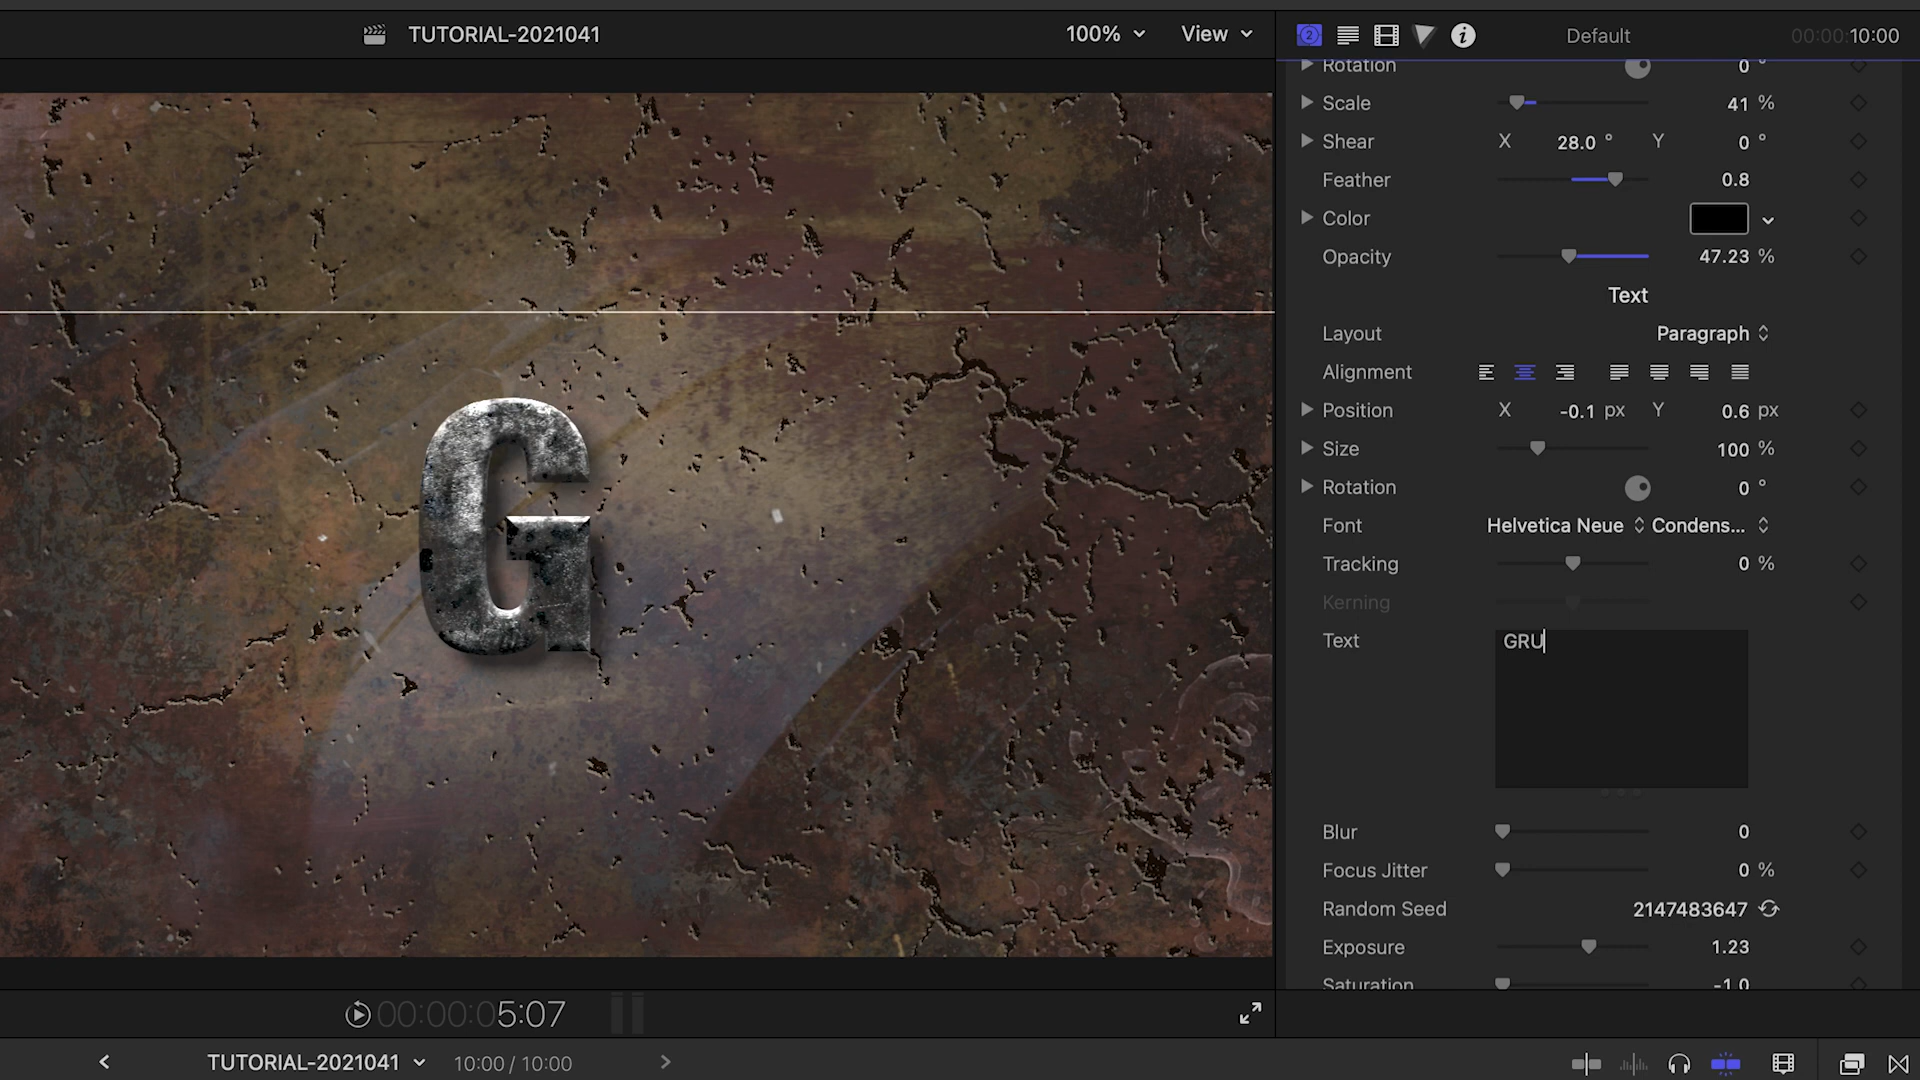 TUTORIAL-2021041
100%
View
2
Default
00:00:10:00
Rotation 0 °
Scale 41 %
Shear X 28.0 ° Y 0 °
Feather 0.8
Color
Opacity 47.23 %
Text
Layout Paragraph
Alignment
Position X -0.1 px Y 0.6 px
Size 100 %
Rotation 0 °
Font Helvetica Neue Condens...
Tracking 0 %
Kerning
Text GRU
G
Blur 0
Focus Jitter 0 %
Random Seed 2147483647
Exposure 1.23
Saturation -1.0
00:00:05:07
TUTORIAL-2021041
10:00 / 10:00